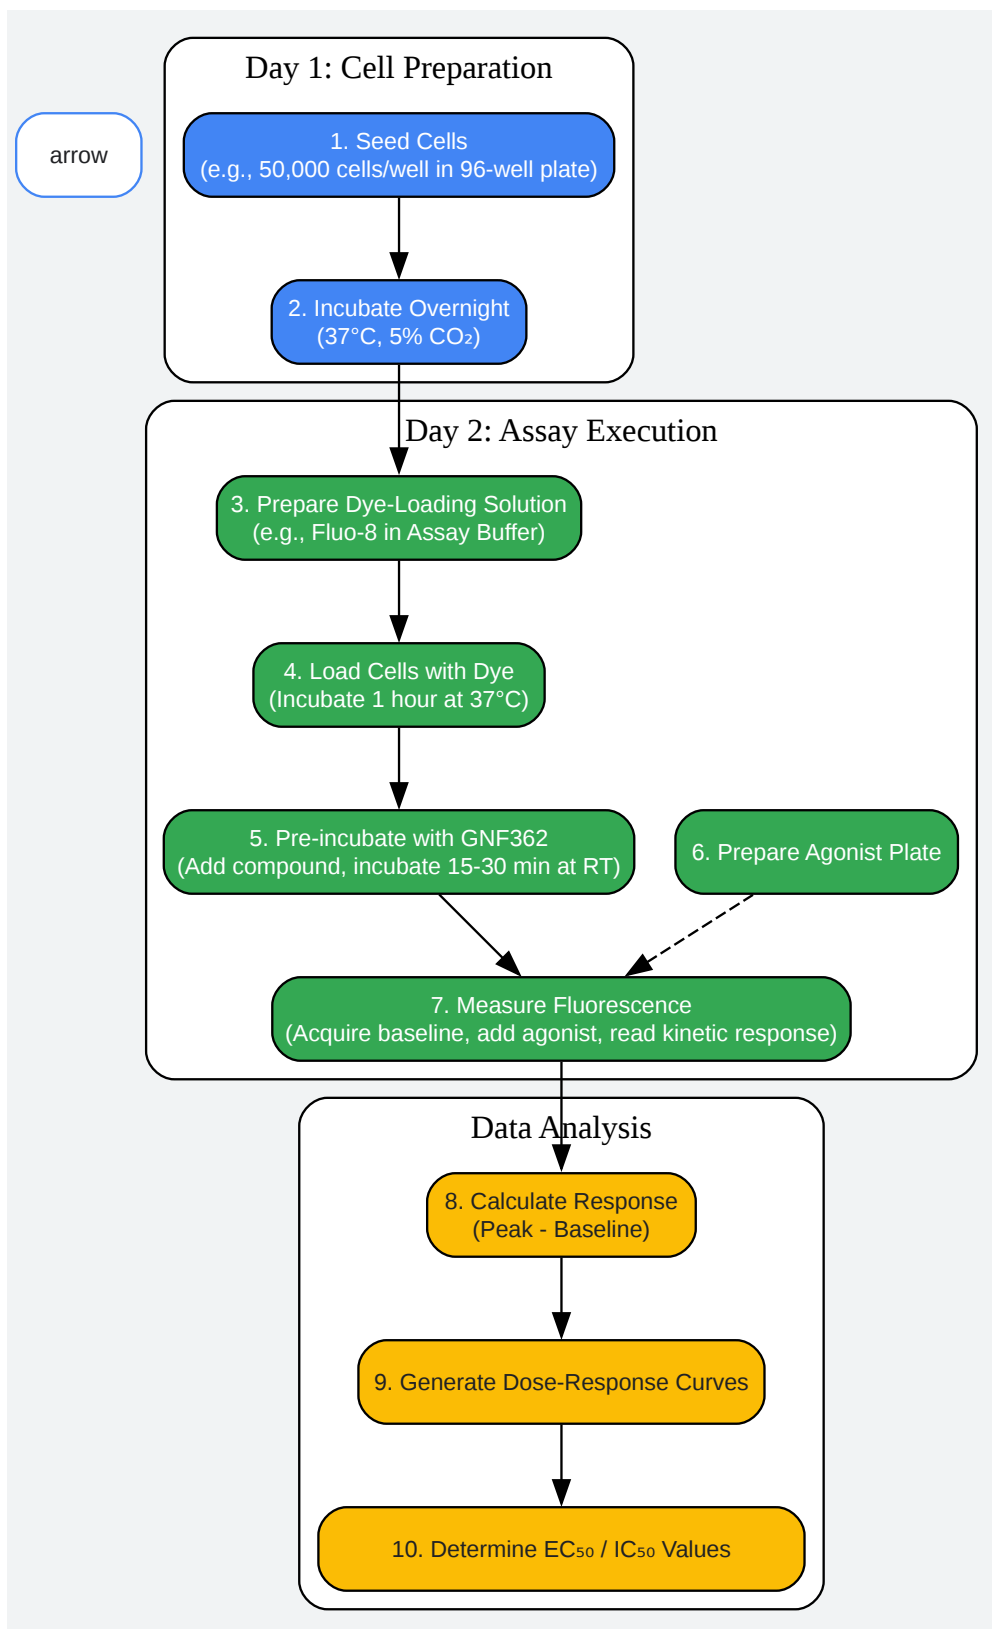 Day 1: Cell Preparation
arrow
1. Seed Cells
(e.g., 50,000 cells/well in 96-well plate)
2. Incubate Overnight
(37°C, 5% CO₂)
Day 2: Assay Execution
3. Prepare Dye-Loading Solution
(e.g., Fluo-8 in Assay Buffer)
4. Load Cells with Dye
(Incubate 1 hour at 37°C)
5. Pre-incubate with GNF362
(Add compound, incubate 15-30 min at RT)
6. Prepare Agonist Plate
7. Measure Fluorescence
(Acquire baseline, add agonist, read kinetic response)
Data Analysis
8. Calculate Response
(Peak - Baseline)
9. Generate Dose-Response Curves
10. Determine EC₅₀ / IC₅₀ Values